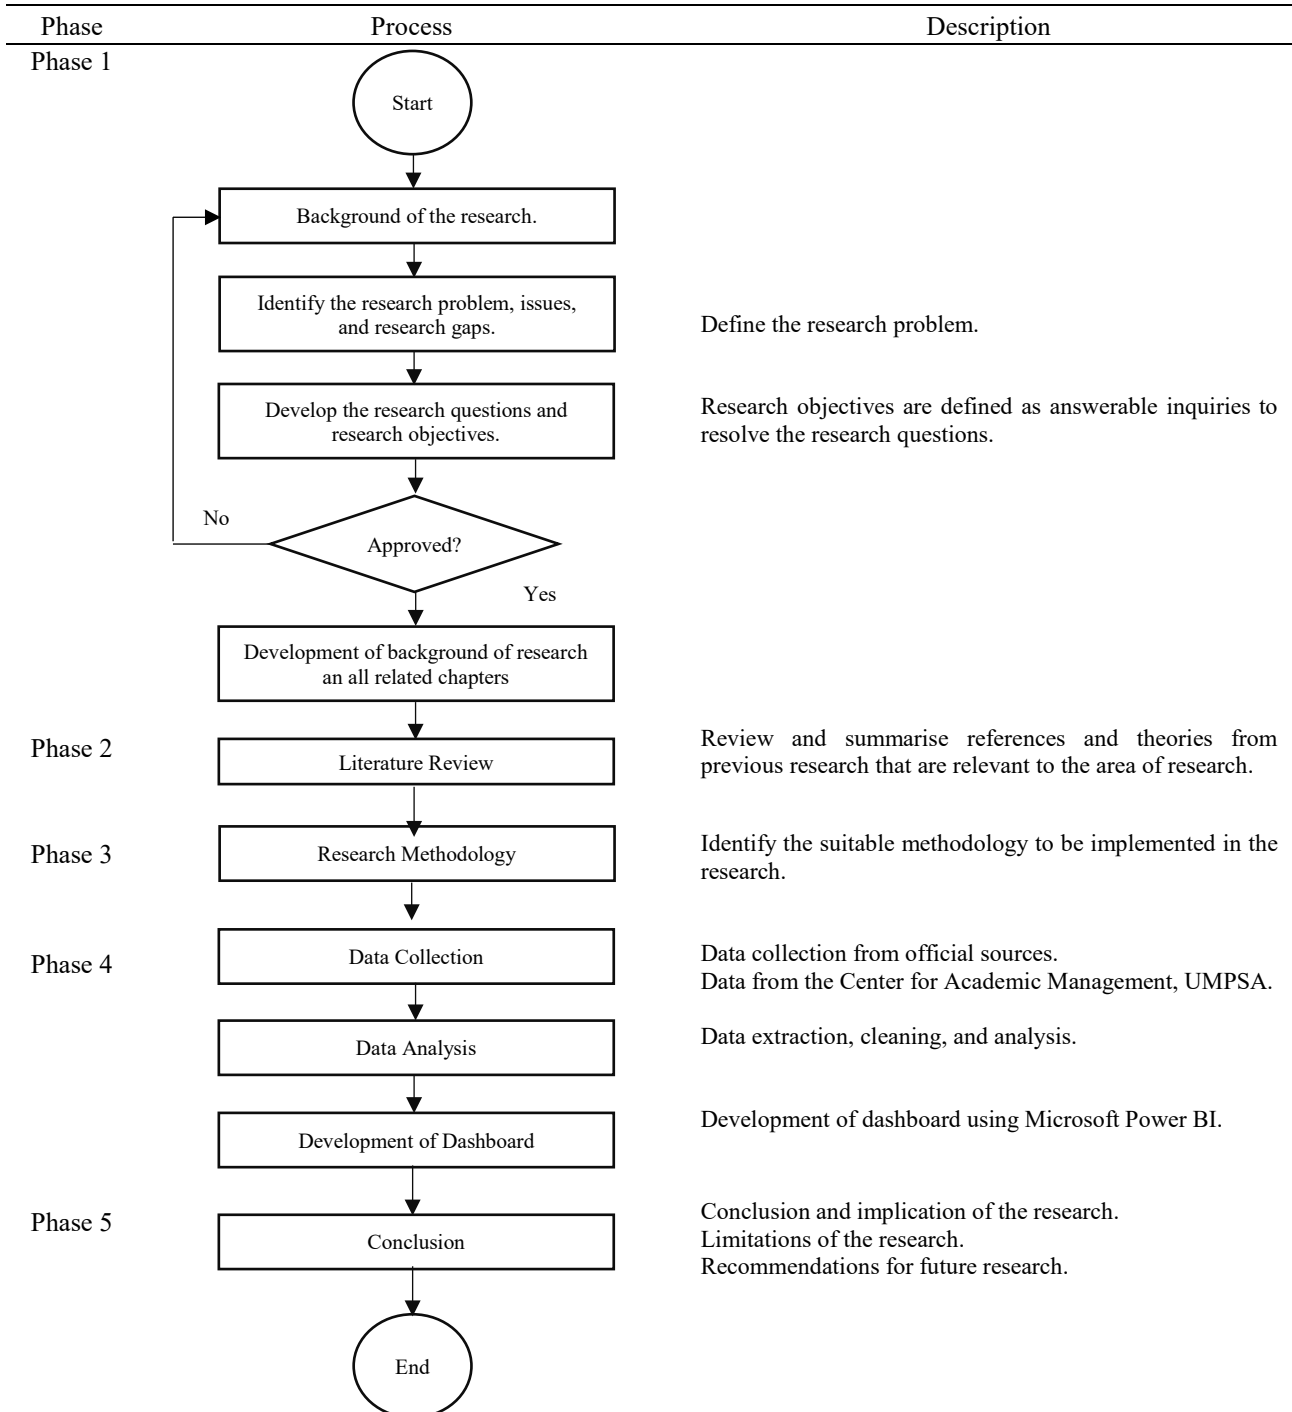 Phase Process Description
Phase 1
Start
Background of the research.
Identify the research problem, issues,
and research gaps.
Define the research problem.
Develop the research questions and
research objectives.
Research objectives are defined as answerable inquiries to
resolve the research questions.
No
Approved?
Yes
Development of background of research
an all related chapters
Phase 2
Literature Review
Review and summarise references and theories from
previous research that are relevant to the area of research.
Phase 3
Research Methodology
Identify the suitable methodology to be implemented in the
research.
Phase 4
Data Collection
Data collection from official sources.
Data from the Center for Academic Management, UMPSA.
Data Analysis
Data extraction, cleaning, and analysis.
Development of Dashboard
Development of dashboard using Microsoft Power BI.
Phase 5
Conclusion
Conclusion and implication of the research.
Limitations of the research.
Recommendations for future research.
End